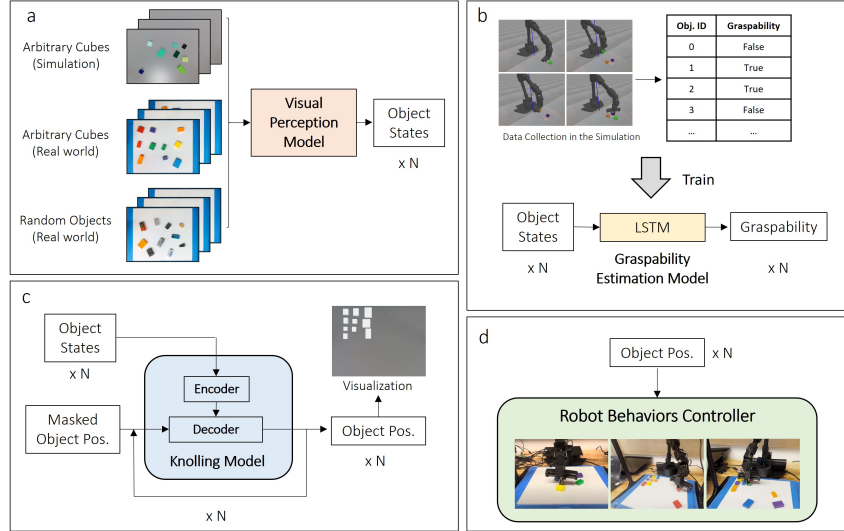 a
Arbitrary Cubes
(Simulation)
Arbitrary Cubes
(Real world)
Random Objects
(Real world)
Visual
Perception
Model
Object
States
x N
b
Data Collection in the Simulation
Obj. ID Graspability
0 False
1 True
2 True
3 False
... ...
Train
Object
States
x N
LSTM
Graspability
Estimation Model
Graspability
x N
c
Object
States
x N
Masked
Object Pos.
Encoder
Decoder
Knolling Model
Visualization
Object Pos.
x N
x N
d
Object Pos.
x N
Robot Behaviors Controller